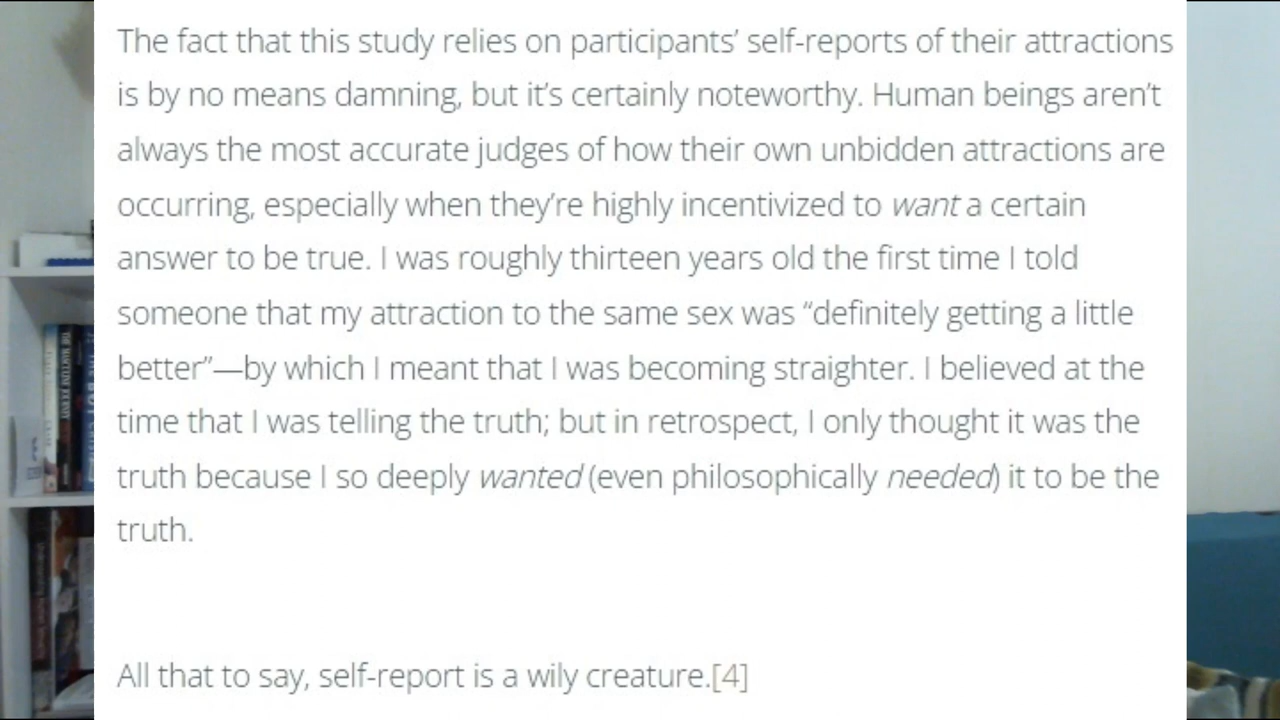 The fact that this study relies on participants’ self-reports of their attractions
is by no means damning, but it’s certainly noteworthy. Human beings aren’t
always the most accurate judges of how their own unbidden attractions are
occurring, especially when they’re highly incentivized to want a certain
answer to be true. I was roughly thirteen years old the first time I told
someone that my attraction to the same sex was “definitely getting a little
better”—by which I meant that I was becoming straighter. I believed at the
time that I was telling the truth; but in retrospect, I only thought it was the
truth because I so deeply wanted (even philosophically needed) it to be the
truth.
All that to say, self-report is a wily creature.[4]